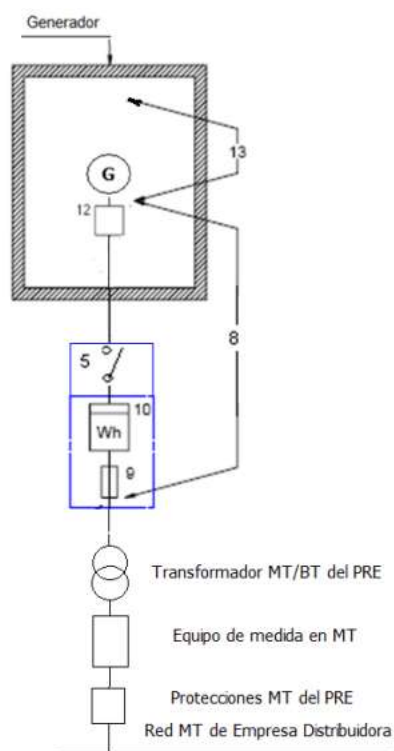 Generador
13
G
12
8
5
10
Wh
9
Transformador MT/BT del PRE
Equipo de medida en MT
Protecciones MT del PRE
Red MT de Empresa Distribuidora